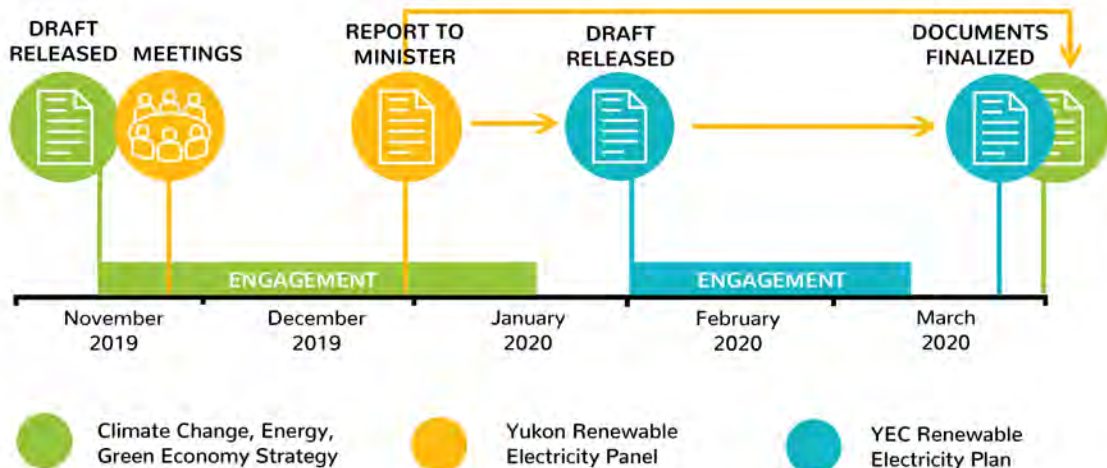 DRAFT
RELEASED
MEETINGS
REPORT TO
MINISTER
DRAFT
RELEASED
DOCUMENTS
FINALIZED
ENGAGEMENT
ENGAGEMENT
November
2019
December
2019
January
2020
February
2020
March
2020
Climate Change, Energy,
Green Economy Strategy
Yukon Renewable
Electricity Panel
YEC Renewable
Electricity Plan